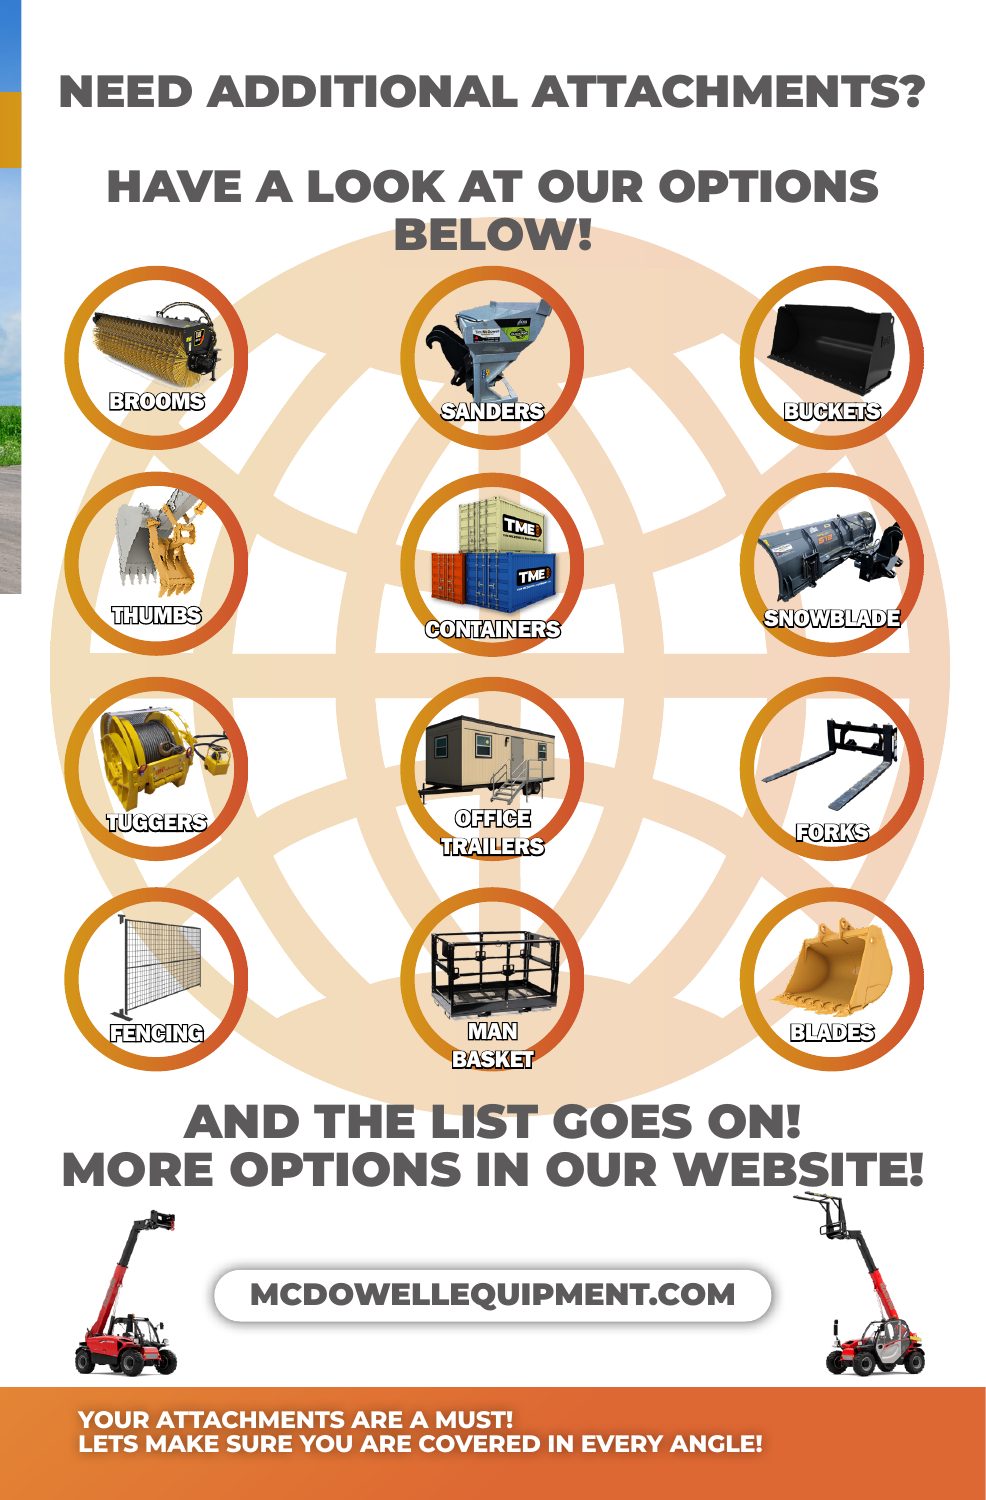 NEED ADDITIONAL ATTACHMENTS?
HAVE A LOOK AT OUR OPTIONS
BELOW!
BROOMS
SANDERS
BUCKETS
TME
TME
THUMBS
CONTAINERS
SNOWBLADE
TUGGERS
OFFICE
TRAILERS
FORKS
FENCING
MAN
BASKET
BLADES
AND THE LIST GOES ON!
MORE OPTIONS IN OUR WEBSITE!
MCDOWELLEQUIPMENT.COM
YOUR ATTACHMENTS ARE A MUST!
LETS MAKE SURE YOU ARE COVERED IN EVERY ANGLE!